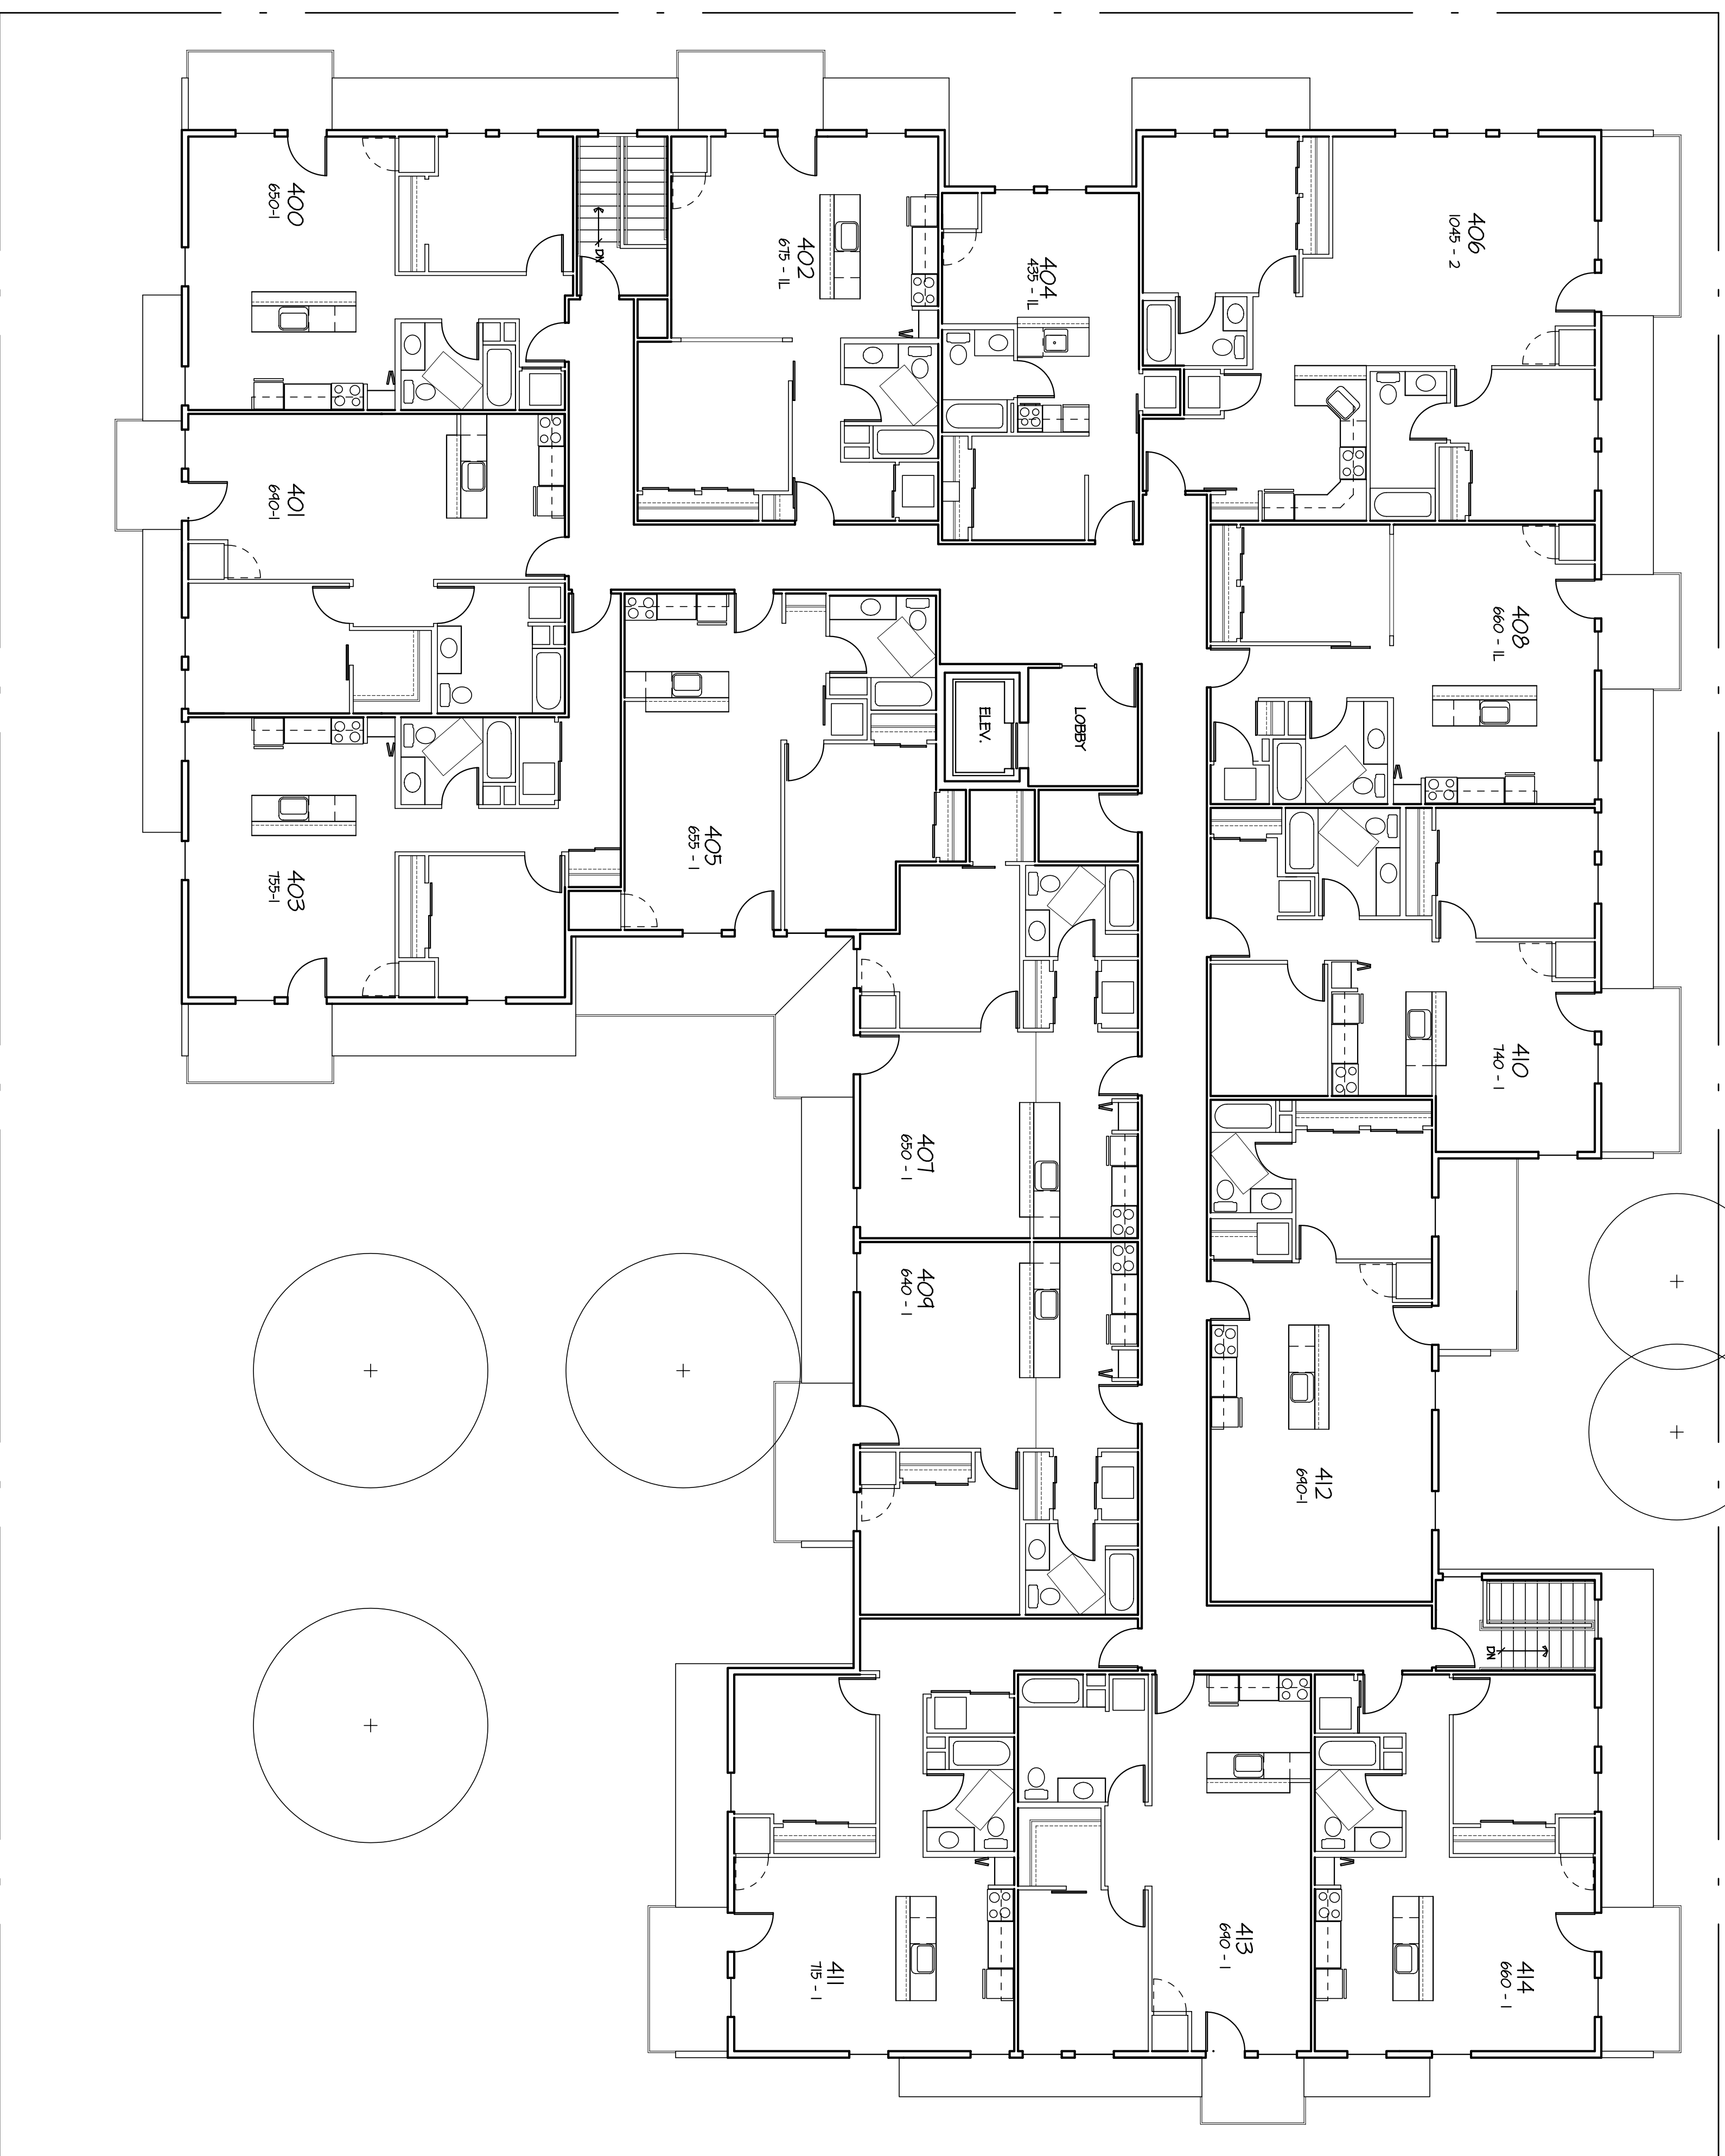 400
650-1
401
690-1
403
755-1
DN
402
675 - 1L
404
435 - 1L
406
1045 - 2
408
660 - 1L
LOBBY
ELEV.
405
655 - 1
410
740 - 1
407
650 - 1
409
640 - 1
412
690-1
DN
411
715 - 1
413
690 - 1
414
660 - 1